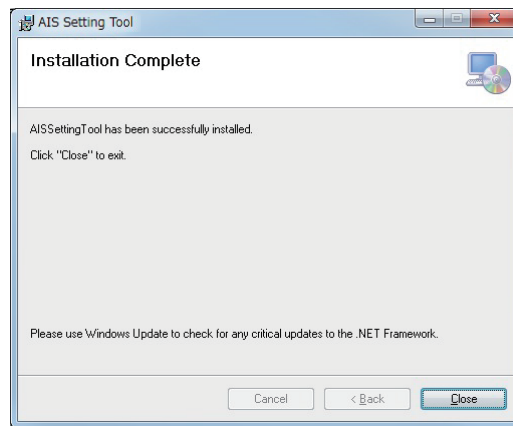 AIS Setting Tool
Installation Complete
AISSettingTool has been successfully installed.
Click "Close" to exit.
Please use Windows Update to check for any critical updates to the .NET Framework.
Cancel
< Back
Close